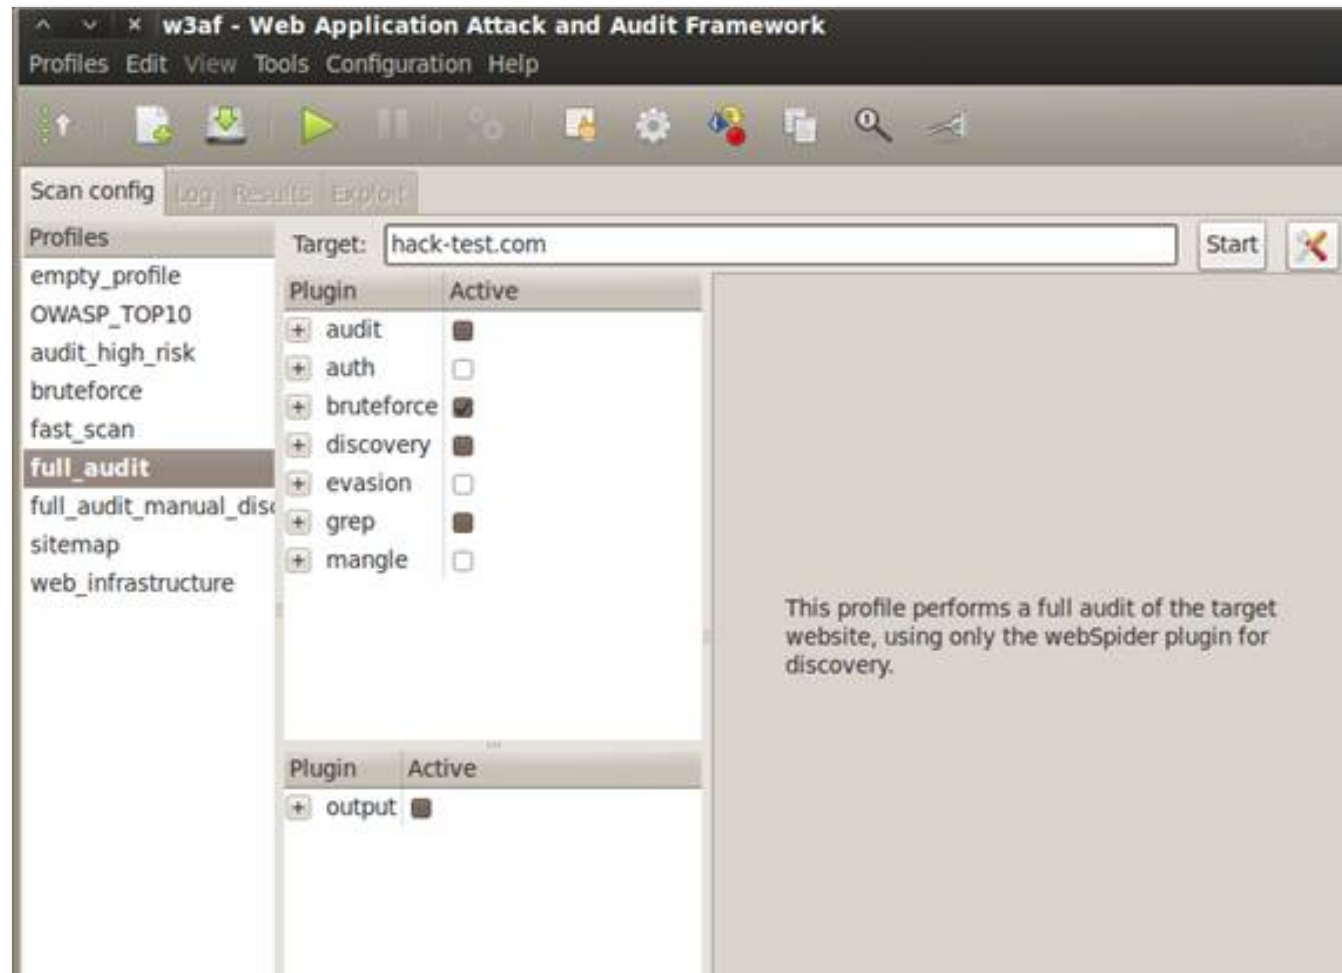 w3af - Web Application Attack and Audit Framework
Profiles Edit View Tools Configuration Help
Scan config Log Results Exploit
Profiles
empty_profile
OWASP_TOP10
audit_high_risk
bruteforce
fast_scan
full_audit
full_audit_manual_disc
sitemap
web_infrastructure
Target: hack-test.com Start
Plugin Active
audit
auth
bruteforce
discovery
evasion
grep
mangle
Plugin Active
output
This profile performs a full audit of the target
website, using only the webSpider plugin for
discovery.